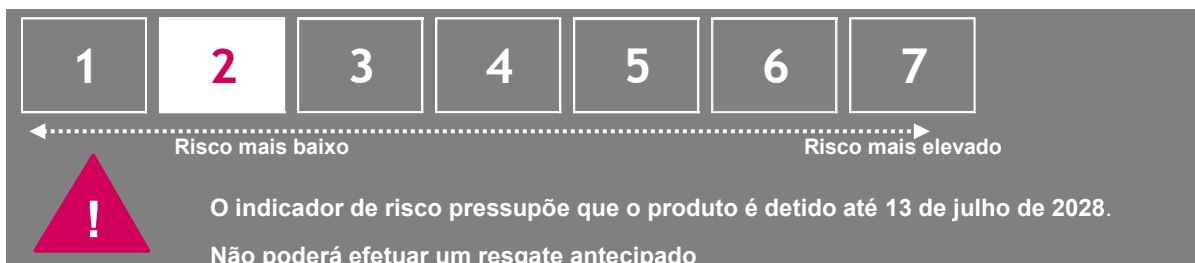 1 2 3 4 5 6 7
Risco mais baixo Risco mais elevado
! O indicador de risco pressupõe que o produto é detido até 13 de julho de 2028.
Não poderá efetuar um resgate antecipado